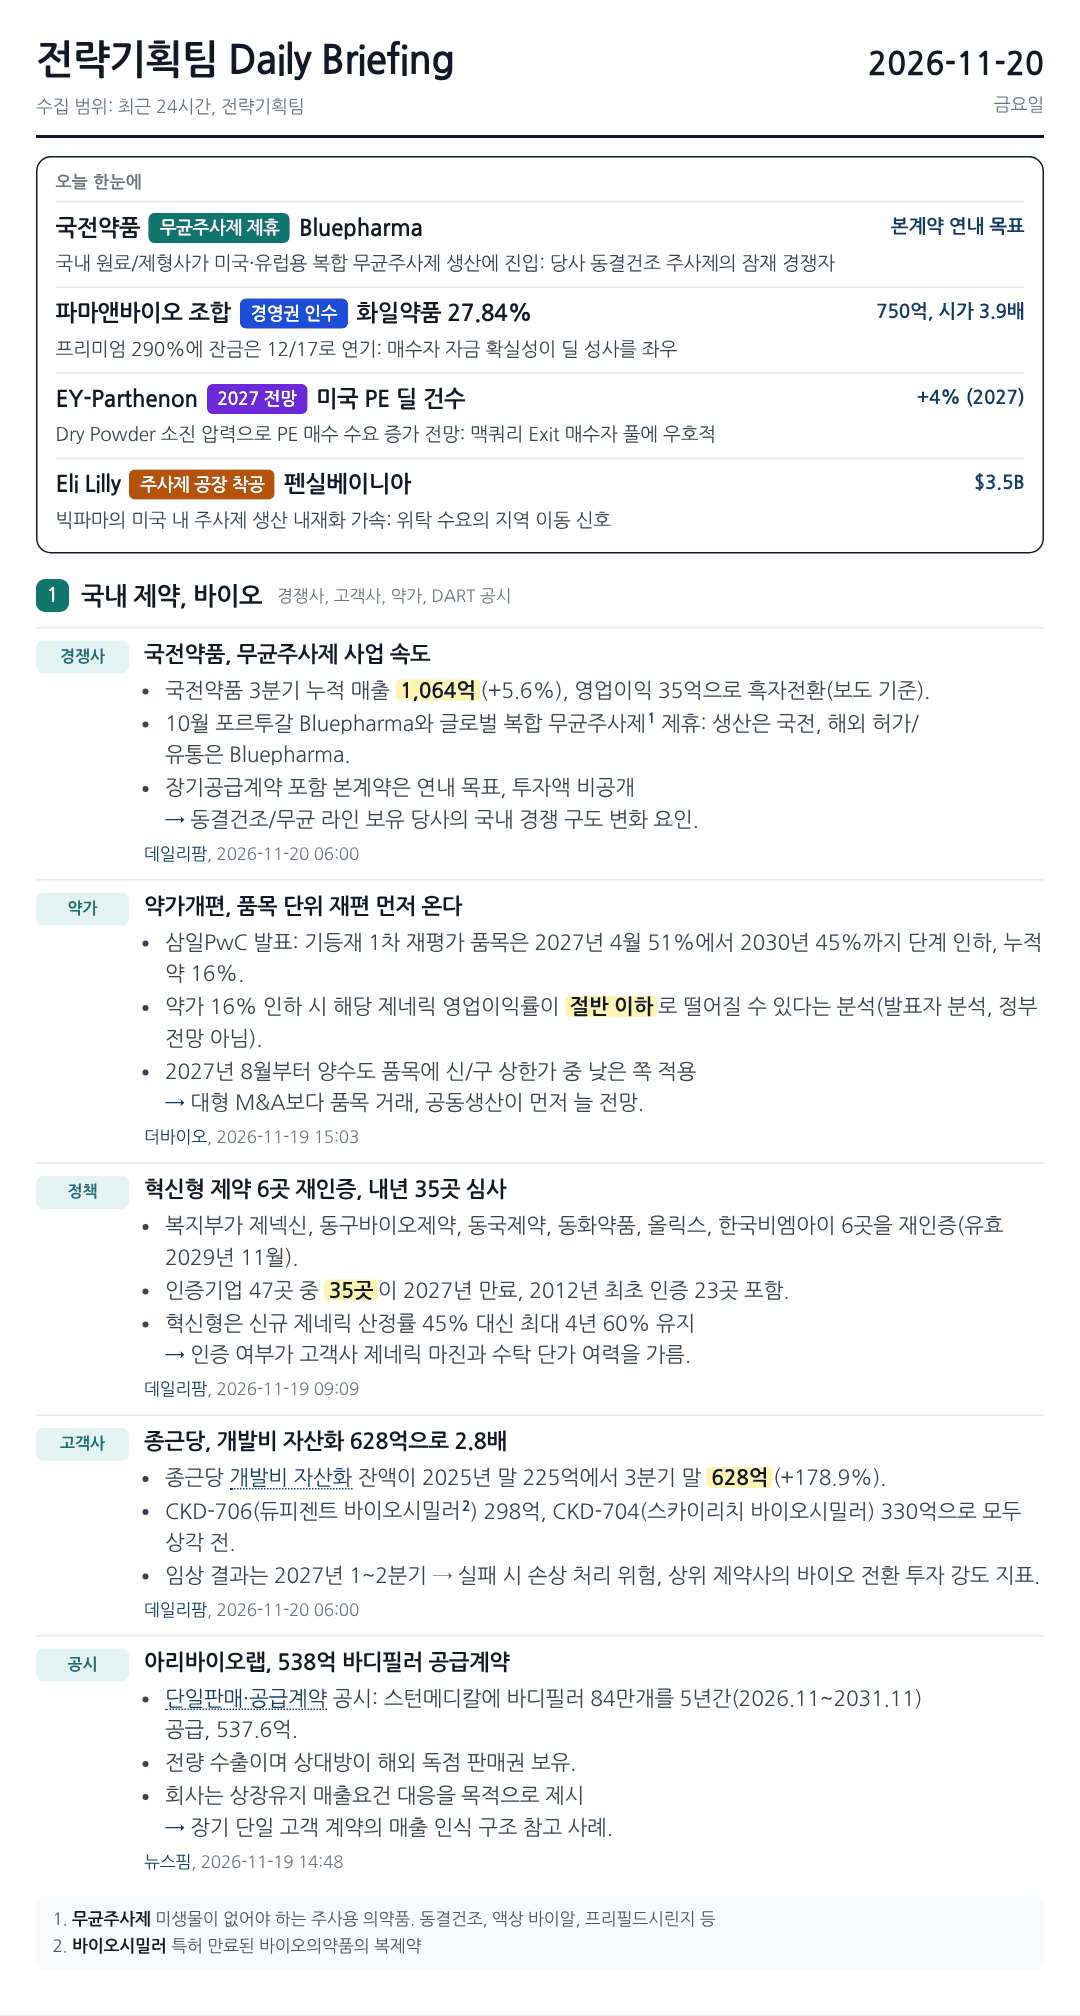 전략기획팀 Daily Briefing
2026-11-20
수집 범위: 최근 24시간, 전략기획팀
금요일
오늘 한눈에
국전약품 무균주사제 제휴 Bluepharma
본계약 연내 목표
국내 원료/제형사가 미국·유럽용 복합 무균주사제 생산에 진입: 당사 동결건조 주사제의 잠재 경쟁자
파마앤바이오 조합 경영권 인수 화일약품 27.84%
750억, 시가 3.9배
프리미엄 290%에 잔금은 12/17로 연기: 매수자 자금 확실성이 딜 성사를 좌우
EY-Parthenon 2027 전망 미국 PE 딜 건수
+4% (2027)
Dry Powder 소진 압력으로 PE 매수 수요 증가 전망: 맥쿼리 Exit 매수자 풀에 우호적
Eli Lilly 주사제 공장 착공 펜실베이니아
$3.5B
빅파마의 미국 내 주사제 생산 내재화 가속: 위탁 수요의 지역 이동 신호
1 국내 제약, 바이오 경쟁사, 고객사, 약가, DART 공시
경쟁사
국전약품, 무균주사제 사업 속도
• 국전약품 3분기 누적 매출 1,064억(+5.6%), 영업이익 35억으로 흑자전환(보도 기준).
• 10월 포르투갈 Bluepharma와 글로벌 복합 무균주사제¹ 제휴: 생산은 국전, 해외 허가/
유통은 Bluepharma.
• 장기공급계약 포함 본계약은 연내 목표, 투자액 비공개
→ 동결건조/무균 라인 보유 당사의 국내 경쟁 구도 변화 요인.
데일리팜, 2026-11-20 06:00
약가
약가개편, 품목 단위 재편 먼저 온다
• 삼일PwC 발표: 기등재 1차 재평가 품목은 2027년 4월 51%에서 2030년 45%까지 단계 인하, 누적
약 16%.
• 약가 16% 인하 시 해당 제네릭 영업이익률이 절반 이하로 떨어질 수 있다는 분석(발표자 분석, 정부
전망 아님).
• 2027년 8월부터 양수도 품목에 신/구 상한가 중 낮은 쪽 적용
→ 대형 M&A보다 품목 거래, 공동생산이 먼저 늘 전망.
더바이오, 2026-11-19 15:03
정책
혁신형 제약 6곳 재인증, 내년 35곳 심사
• 복지부가 제넥신, 동구바이오제약, 동국제약, 동화약품, 올릭스, 한국비엠아이 6곳을 재인증(유효
2029년 11월).
• 인증기업 47곳 중 35곳이 2027년 만료, 2012년 최초 인증 23곳 포함.
• 혁신형은 신규 제네릭 산정률 45% 대신 최대 4년 60% 유지
→ 인증 여부가 고객사 제네릭 마진과 수탁 단가 여력을 가름.
데일리팜, 2026-11-19 09:09
고객사
종근당, 개발비 자산화 628억으로 2.8배
• 종근당 개발비 자산화 잔액이 2025년 말 225억에서 3분기 말 628억(+178.9%).
• CKD-706(듀피젠트 바이오시밀러²) 298억, CKD-704(스카이리치 바이오시밀러) 330억으로 모두
상각 전.
• 임상 결과는 2027년 1~2분기 → 실패 시 손상 처리 위험, 상위 제약사의 바이오 전환 투자 강도 지표.
데일리팜, 2026-11-20 06:00
공시
아리바이오랩, 538억 바디필러 공급계약
• 단일판매·공급계약 공시: 스턴메디칼에 바디필러 84만개를 5년간(2026.11~2031.11)
공급, 537.6억.
• 전량 수출이며 상대방이 해외 독점 판매권 보유.
• 회사는 상장유지 매출요건 대응을 목적으로 제시
→ 장기 단일 고객 계약의 매출 인식 구조 참고 사례.
뉴스핌, 2026-11-19 14:48
1. 무균주사제 미생물이 없어야 하는 주사용 의약품. 동결건조, 액상 바이알, 프리필드시린지 등
2. 바이오시밀러 특허 만료된 바이오의약품의 복제약